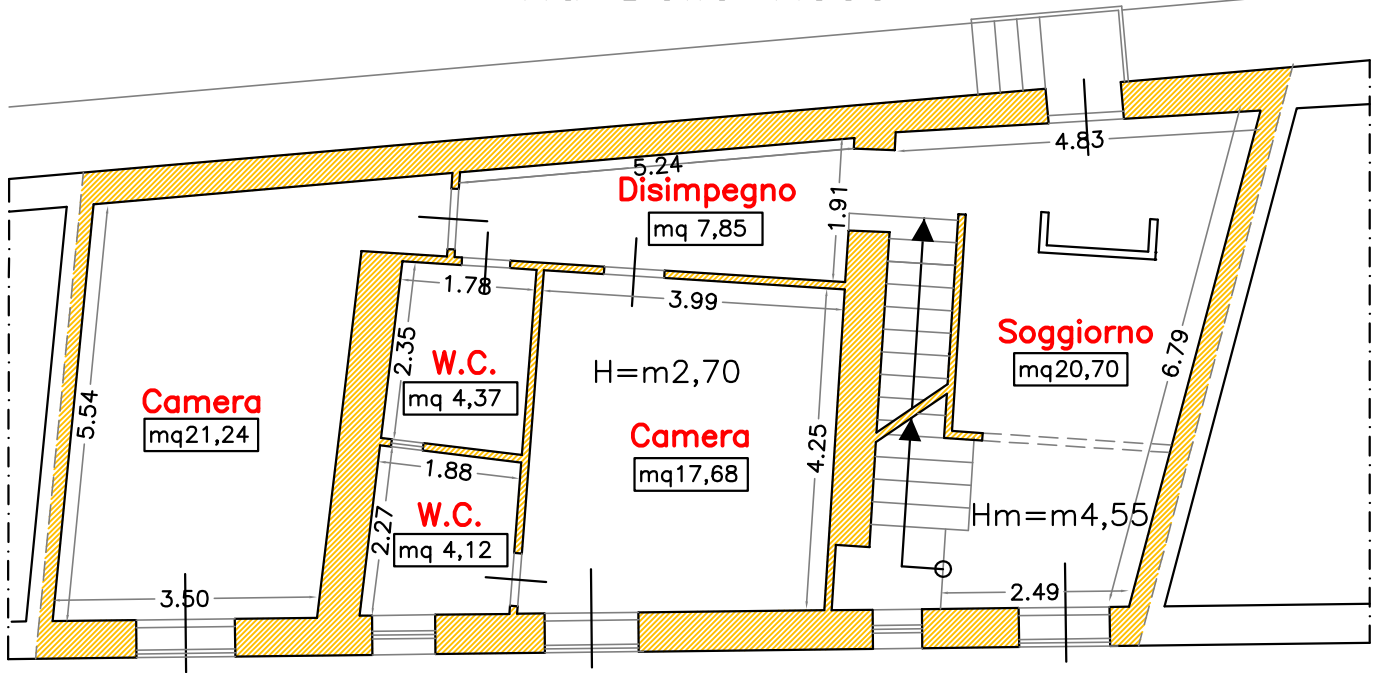 4.83
5.24
Disimpegno
mq 7,85
1.91
1.78
3.99
Soggiorno
mq20,70
6.79
2.35
W.C.
mq 4,37
H=m2,70
5.54
Camera
mq21,24
Camera
mq17,68
4.25
1.88
W.C.
mq 4,12
2.27
Hm=m4,55
3.50
2.49